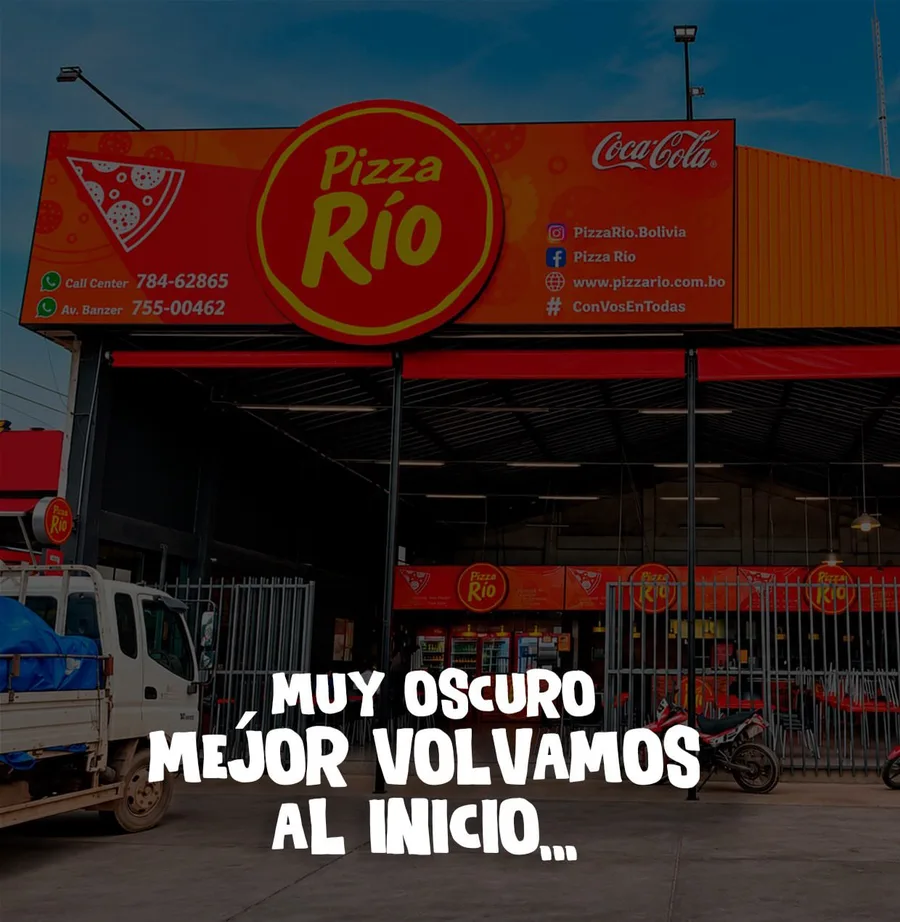 Pizza
Río
Coca-Cola
PizzaRio.Bolivia
Pizza Rio
www.pizzario.com.bo
# ConVosEnTodas
Call Center 784-62865
Av. Banzer 755-00462
Pizza
Río
Pizza
Río
Pizza
Río
Pizza
Río
MUY OSCURO
MEJOR VOLVAMOS
AL INICIO...